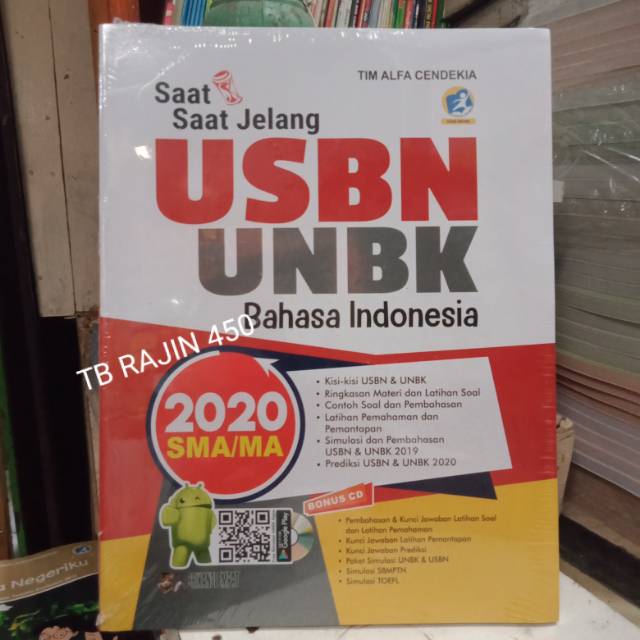 TIM ALFA CENDEKIA
Saat
Saat Jelang
USBN
UNBK
Bahasa Indonesia
TB RAJIN 450
2020
SMA/MA
• Kisi-kisi USBN & UNBK
• Ringkasan Materi dan Latihan Soal
• Contoh Soal dan Pembahasan
• Latihan Pemahaman dan
Pemantapan
• Simulasi dan Pembahasan
USBN & UNBK 2019
• Prediksi USBN & UNBK 2020
BONUS CD
• Pembahasan & Kunci Jawaban Latihan Soal
dan Latihan Pemahaman
• Kunci Jawaban Latihan Pemantapan
• Kunci Jawaban Prediksi
• Paket Simulasi UNBK & USBN
• Simulasi SBMPTN
• Simulasi TOEFL
Google Play
Negeriku